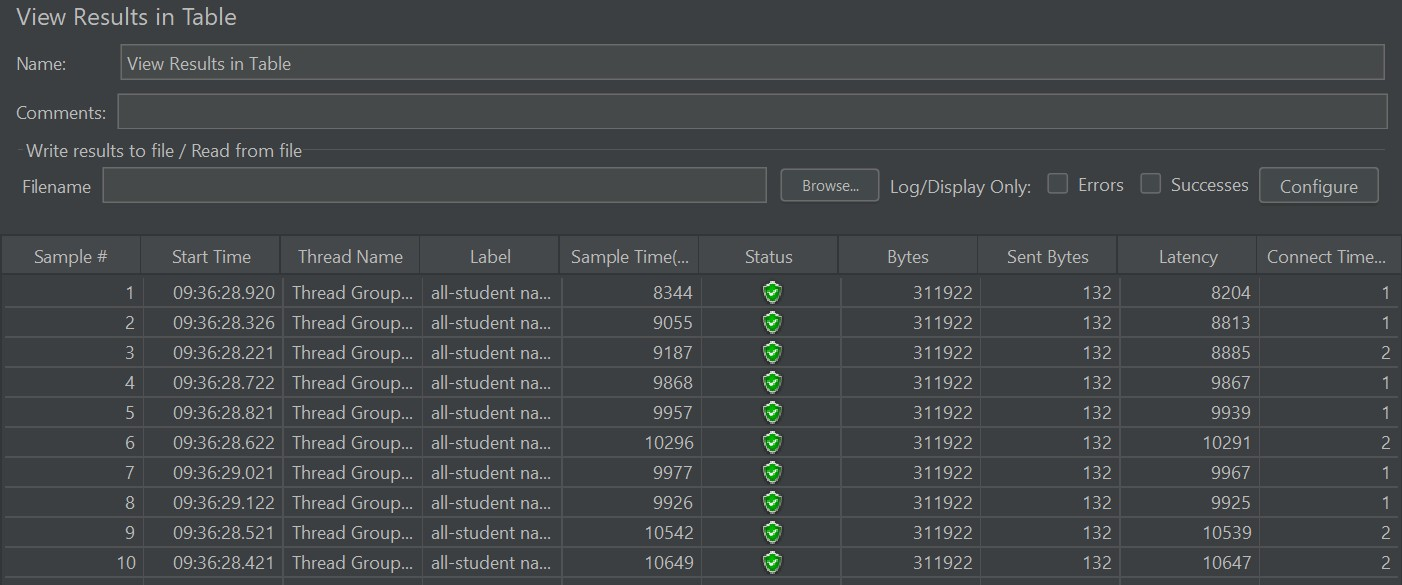 View Results in Table
Name: View Results in Table
Comments:
Write results to file / Read from file
Filename Browse... Log/Display Only: Errors Successes Configure
Sample # Start Time Thread Name Label Sample Time(... Status Bytes Sent Bytes Latency Connect Time...
1 09:36:28.920 Thread Group... all-student na... 8344 311922 132 8204 1
2 09:36:28.326 Thread Group... all-student na... 9055 311922 132 8813 1
3 09:36:28.221 Thread Group... all-student na... 9187 311922 132 8885 2
4 09:36:28.722 Thread Group... all-student na... 9868 311922 132 9867 1
5 09:36:28.821 Thread Group... all-student na... 9957 311922 132 9939 1
6 09:36:28.622 Thread Group... all-student na... 10296 311922 132 10291 2
7 09:36:29.021 Thread Group... all-student na... 9977 311922 132 9967 1
8 09:36:29.122 Thread Group... all-student na... 9926 311922 132 9925 1
9 09:36:28.521 Thread Group... all-student na... 10542 311922 132 10539 2
10 09:36:28.421 Thread Group... all-student na... 10649 311922 132 10647 2